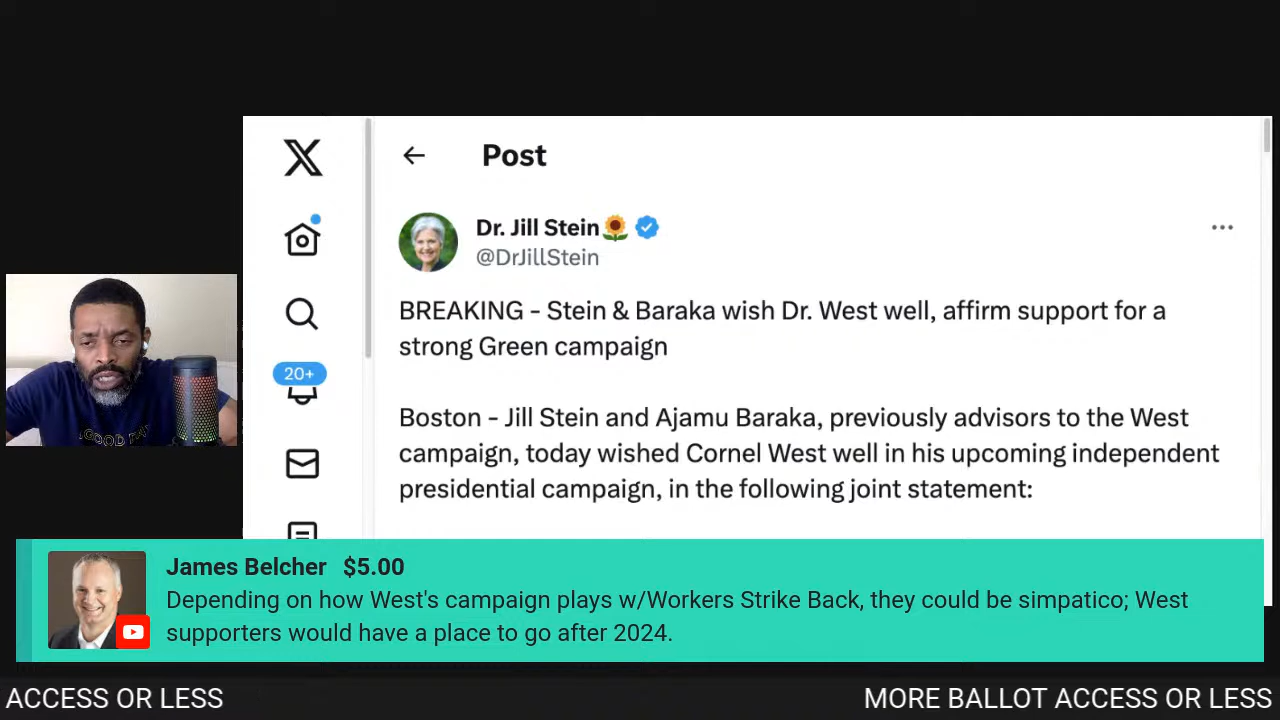 Post
Dr. Jill Stein🌻
@DrJillStein
BREAKING - Stein & Baraka wish Dr. West well, affirm support for a
strong Green campaign
20+
Boston - Jill Stein and Ajamu Baraka, previously advisors to the West
campaign, today wished Cornel West well in his upcoming independent
presidential campaign, in the following joint statement:
James Belcher $5.00
Depending on how West's campaign plays w/Workers Strike Back, they could be simpatico; West
supporters would have a place to go after 2024.
ACCESS OR LESS
MORE BALLOT ACCESS OR LESS